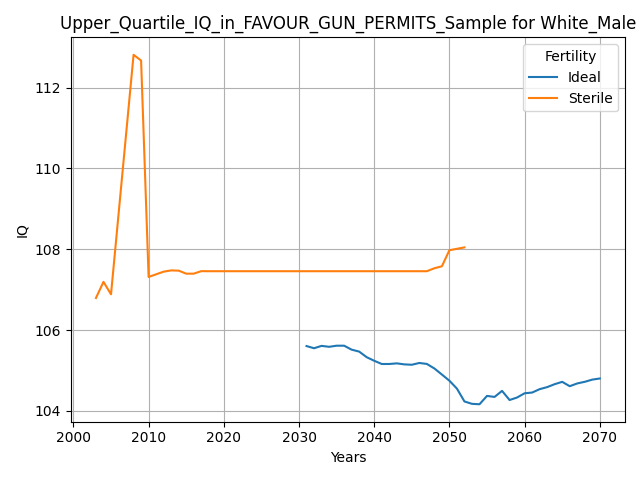 Upper_Quartile_IQ_in_FAVOUR_GUN_PERMITS_Sample for White_Male
Fertility
Ideal
Sterile
IQ
112
110
108
106
104
2000 2010 2020 2030 2040 2050 2060 2070
Years